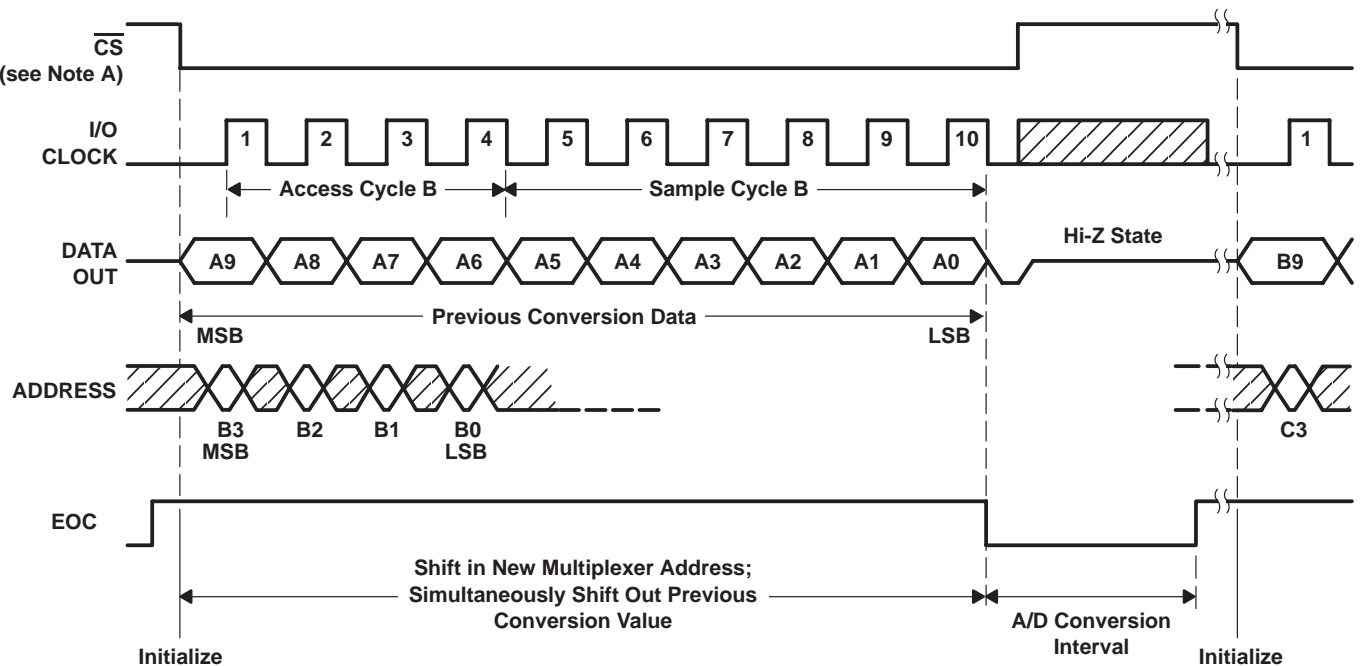 CS
(see Note A)
I/O
CLOCK
1 2 3 4 5 6 7 8 9 10 1
Access Cycle B Sample Cycle B
DATA
OUT
A9 A8 A7 A6 A5 A4 A3 A2 A1 A0 Hi-Z State B9
Previous Conversion Data
MSB LSB
ADDRESS
B3 B2 B1 B0 C3
MSB LSB
EOC
Shift in New Multiplexer Address;
Simultaneously Shift Out Previous
Conversion Value
A/D Conversion
Interval
Initialize Initialize